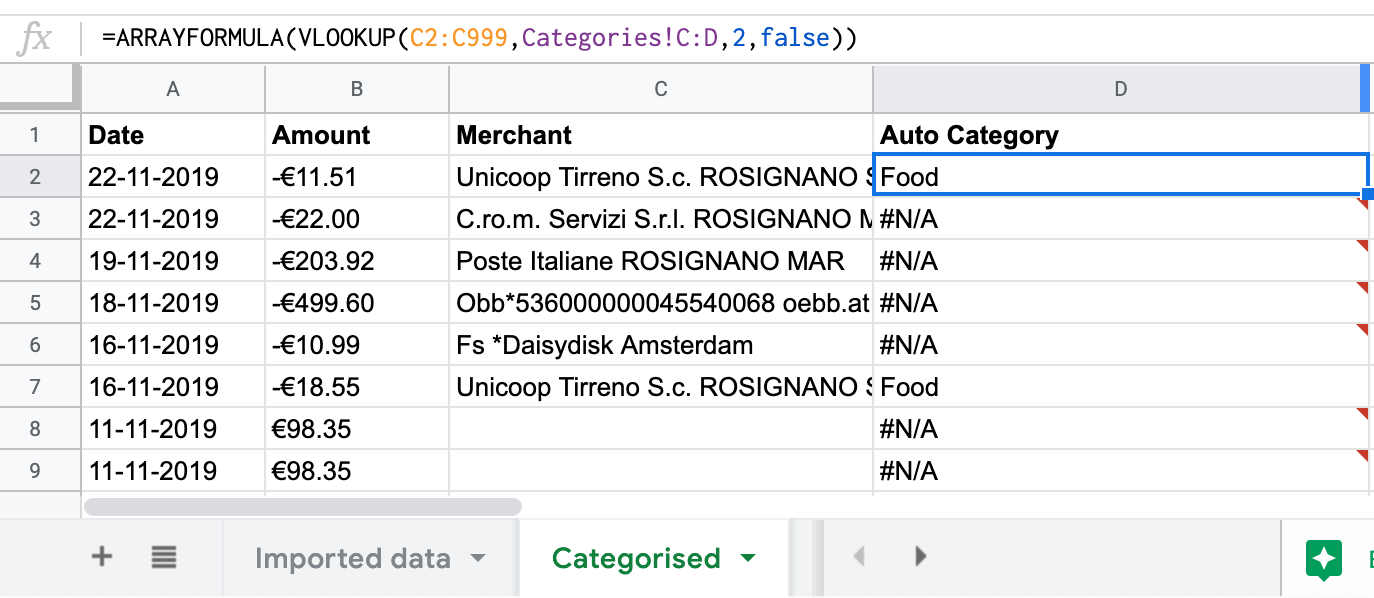 fx =ARRAYFORMULA(VLOOKUP(C2:C999,Categories!C:D,2,false))
A B C D
1 Date Amount Merchant Auto Category
2 22-11-2019 -€11.51 Unicoop Tirreno S.c. ROSIGNANO Food
3 22-11-2019 -€22.00 C.ro.m. Servizi S.r.l. ROSIGNANO #N/A
4 19-11-2019 -€203.92 Poste Italiane ROSIGNANO MAR #N/A
5 18-11-2019 -€499.60 Obb*536000000045540068 oebb.at #N/A
6 16-11-2019 -€10.99 Fs *Daisydisk Amsterdam #N/A
7 16-11-2019 -€18.55 Unicoop Tirreno S.c. ROSIGNANO Food
8 11-11-2019 €98.35 #N/A
9 11-11-2019 €98.35 #N/A
Imported data Categorised